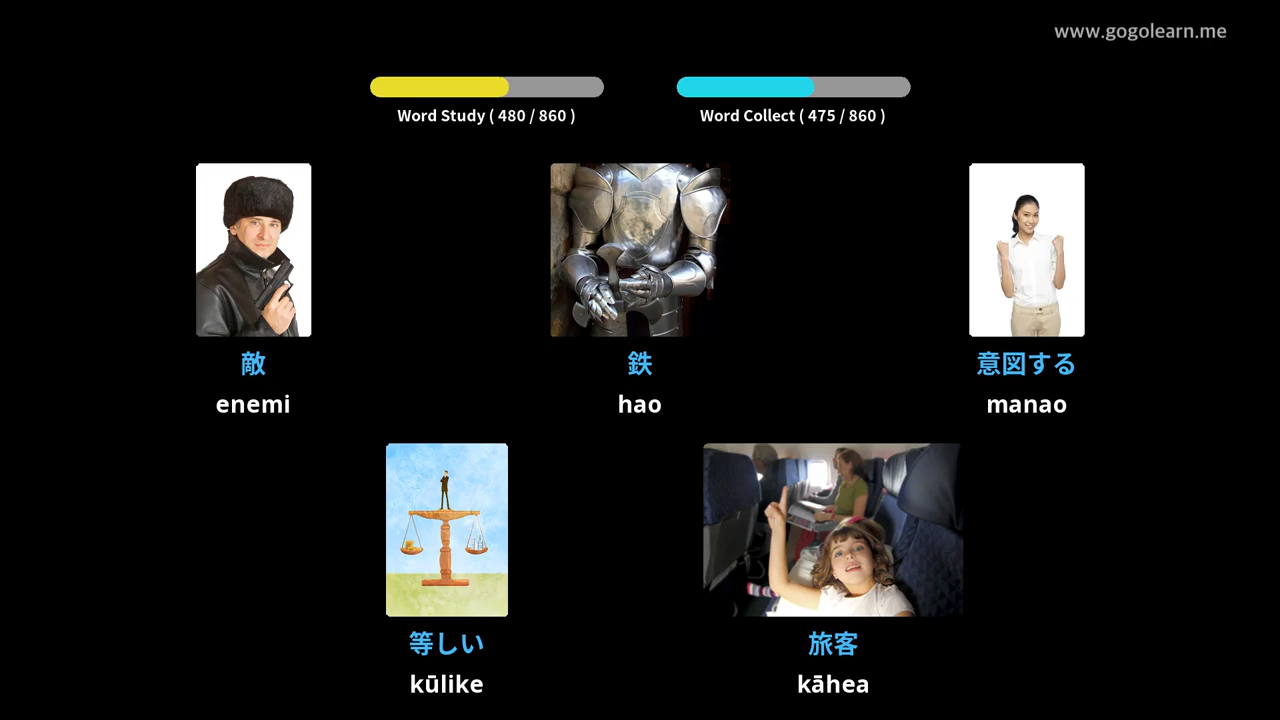 www.gogolearn.me
Word Study ( 480 / 860 )
Word Collect ( 475 / 860 )
敵
enemi
鉄
hao
意図する
manao
等しい
kūlike
旅客
kāhea